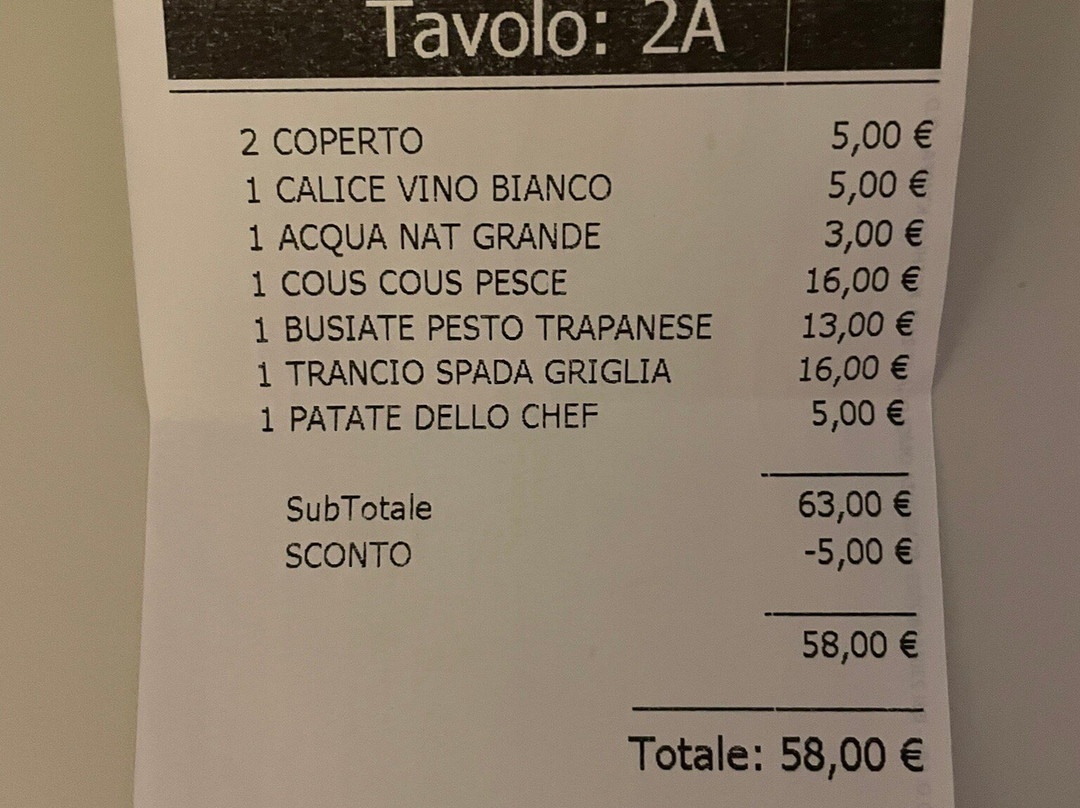 Tavolo: 2A
2 COPERTO 5,00 €
1 CALICE VINO BIANCO 5,00 €
1 ACQUA NAT GRANDE 3,00 €
1 COUS COUS PESCE 16,00 €
1 BUSIATE PESTO TRAPANESE 13,00 €
1 TRANCIO SPADA GRIGLIA 16,00 €
1 PATATE DELLO CHEF 5,00 €
SubTotale 63,00 €
SCONTO -5,00 €
58,00 €
Totale: 58,00 €